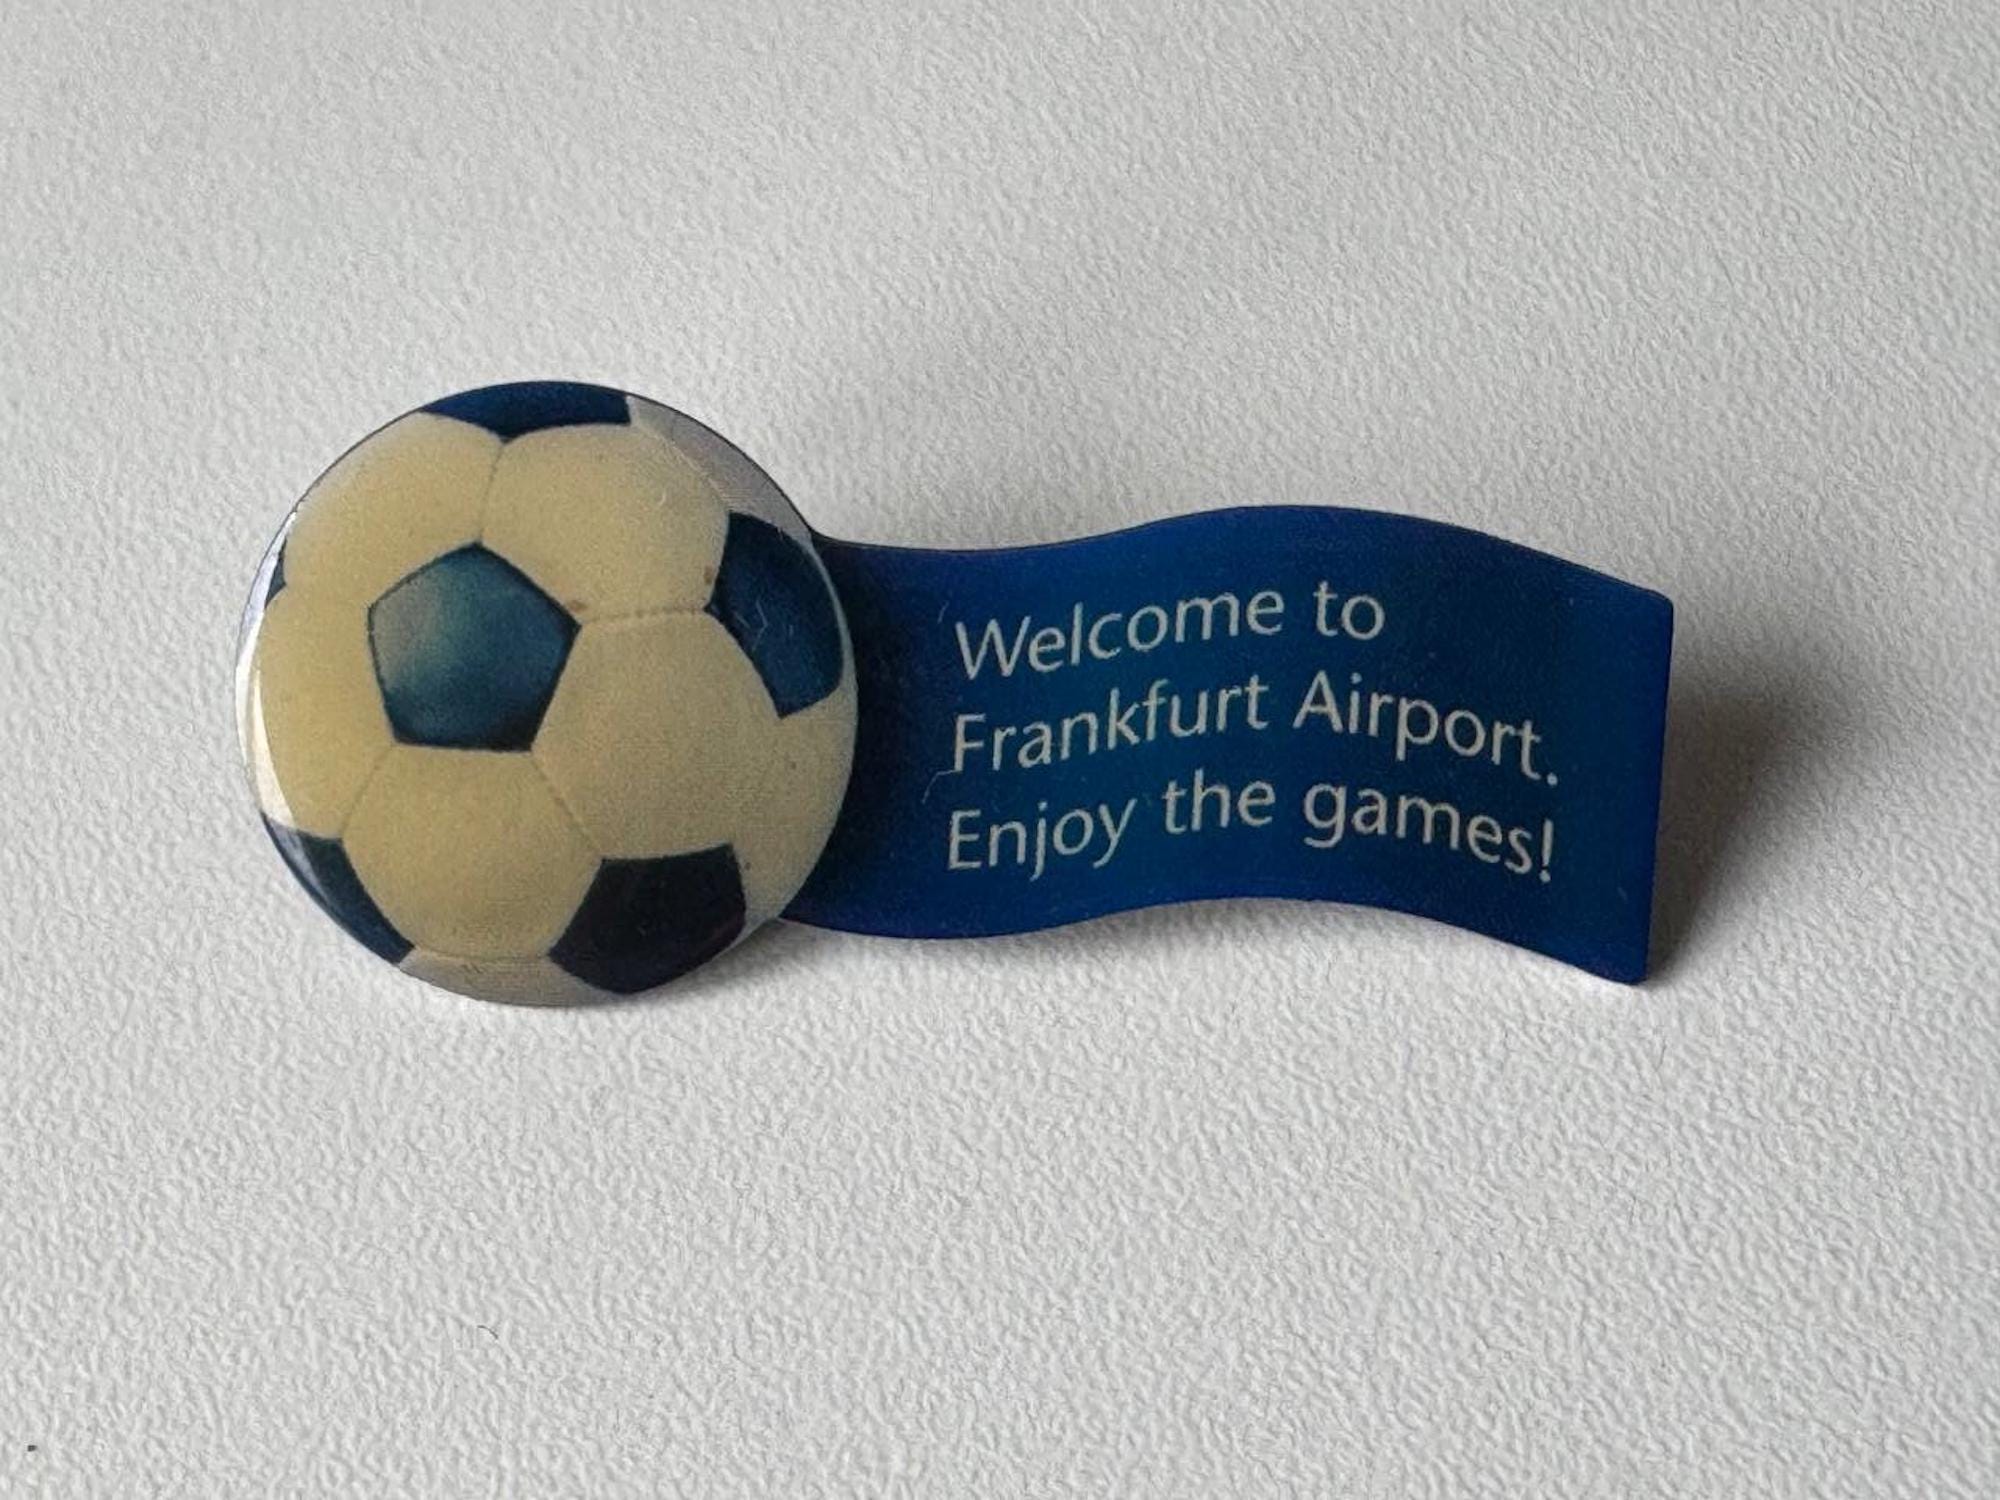 Welcome to
Frankfurt Airport.
Enjoy the games!